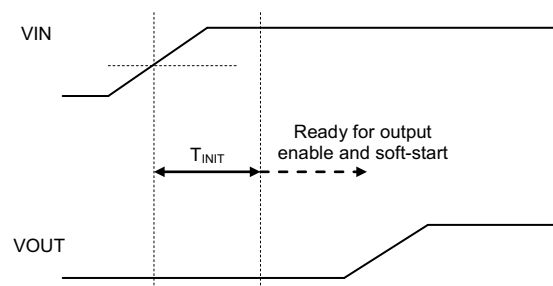 VIN
Ready for output
enable and soft-start
TINIT
VOUT